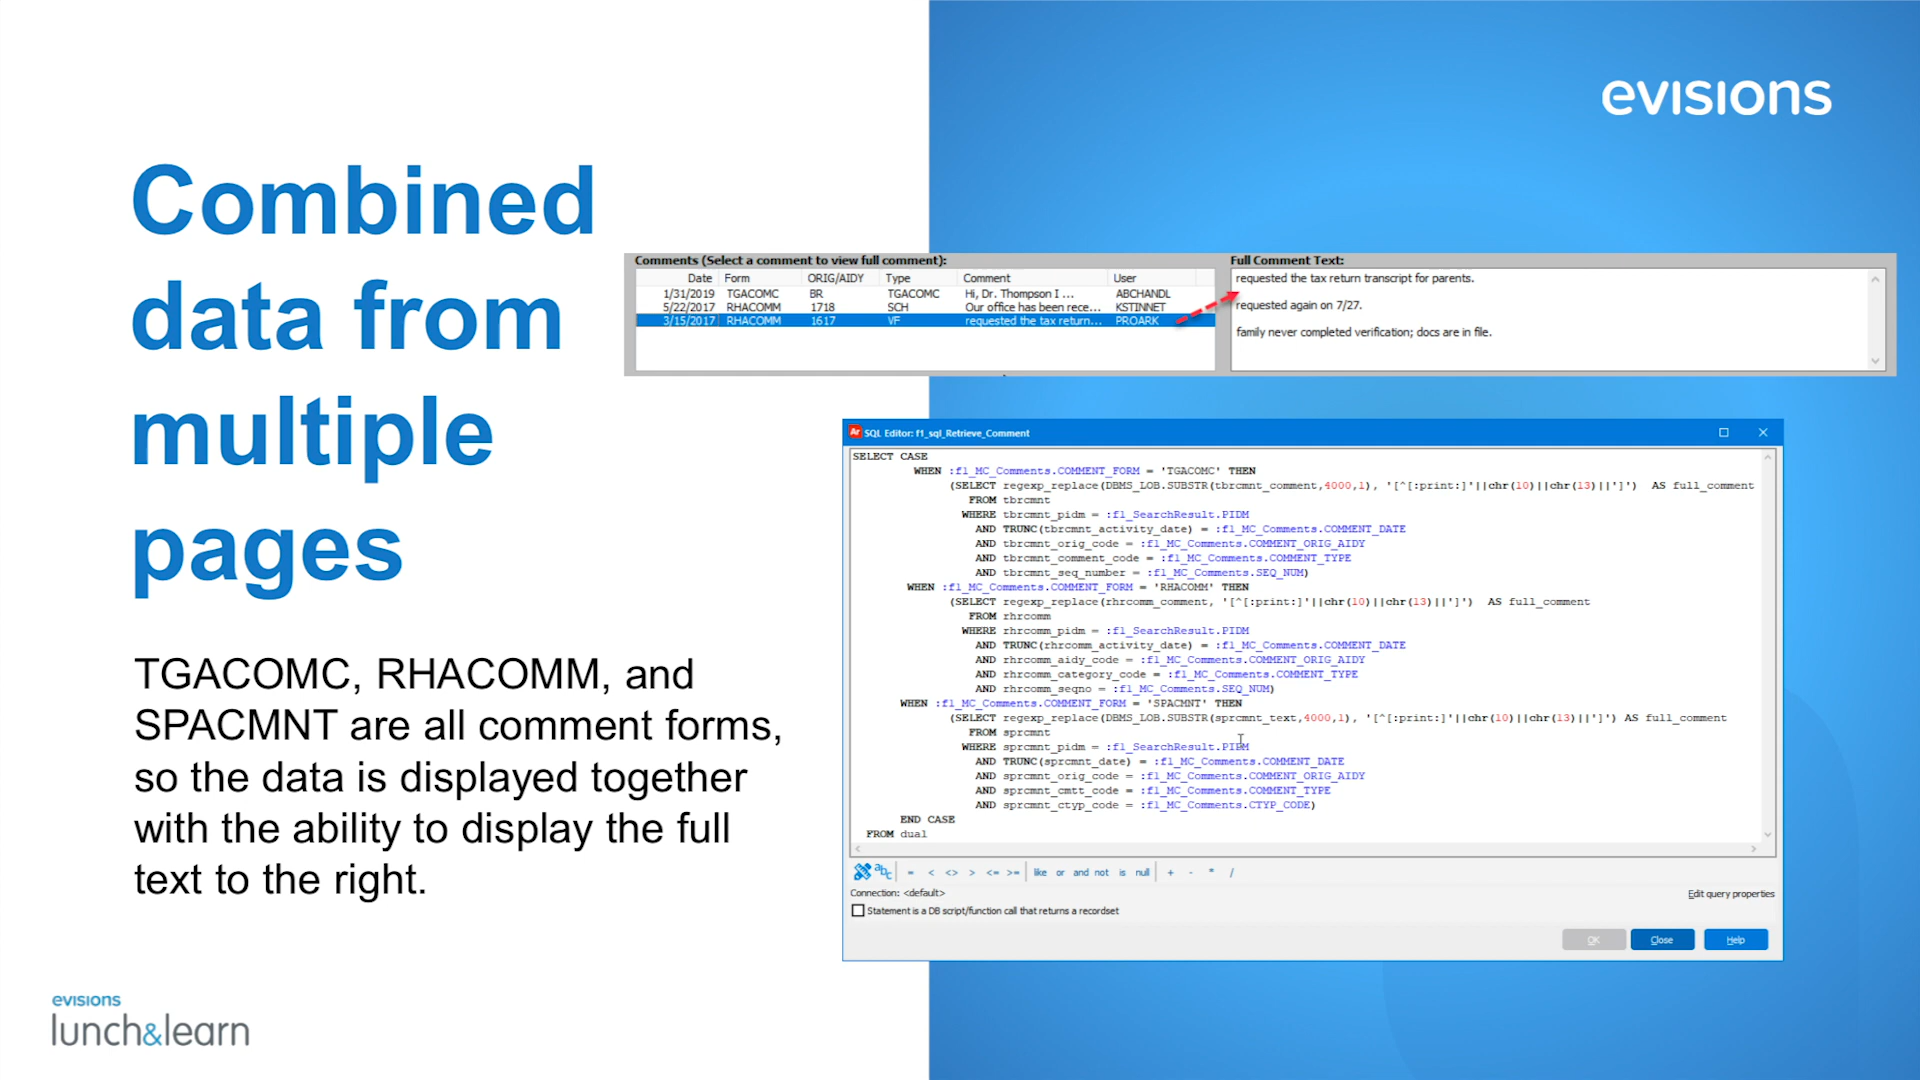 evisions
Combined
data from
multiple
pages
TGACOMC, RHACOMM, and
SPACMNT are all comment forms,
so the data is displayed together
with the ability to display the full
text to the right.
Comments (Select a comment to view full comment):
Date Form ORIG/AIDY Type Comment User
1/31/2019 TGACOMC BR TGACOMC Hi, Dr. Thompson I ... ABCHANDL
5/22/2017 RHACOMM 1718 SCH Our office has been rece... KSTINNET
3/15/2017 RHACOMM 1617 VF requested the tax return... PROARK
Full Comment Text:
requested the tax return transcript for parents.
requested again on 7/27.
family never completed verification; docs are in file.
Ar SQL Editor: f1_sql_Retrieve_Comment
SELECT CASE
WHEN :f1_MC_Comments.COMMENT_FORM = 'TGACOMC' THEN
(SELECT regexp_replace(DBMS_LOB.SUBSTR(tbrcmnt_comment,4000,1), '[^[:print:]'||chr(10)||chr(13)||']') AS full_comment
FROM tbrcmnt
WHERE tbrcmnt_pidm = :f1_SearchResult.PIDM
AND TRUNC(tbrcmnt_activity_date) = :f1_MC_Comments.COMMENT_DATE
AND tbrcmnt_orig_code = :f1_MC_Comments.COMMENT_ORIG_AIDY
AND tbrcmnt_comment_code = :f1_MC_Comments.COMMENT_TYPE
AND tbrcmnt_seq_number = :f1_MC_Comments.SEQ_NUM)
WHEN :f1_MC_Comments.COMMENT_FORM = 'RHACOMM' THEN
(SELECT regexp_replace(rhrcomm_comment, '[^[:print:]'||chr(10)||chr(13)||']') AS full_comment
FROM rhrcomm
WHERE rhrcomm_pidm = :f1_SearchResult.PIDM
AND TRUNC(rhrcomm_activity_date) = :f1_MC_Comments.COMMENT_DATE
AND rhrcomm_aidy_code = :f1_MC_Comments.COMMENT_ORIG_AIDY
AND rhrcomm_category_code = :f1_MC_Comments.COMMENT_TYPE
AND rhrcomm_seqno = :f1_MC_Comments.SEQ_NUM)
WHEN :f1_MC_Comments.COMMENT_FORM = 'SPACMNT' THEN
(SELECT regexp_replace(DBMS_LOB.SUBSTR(sprcmnt_text,4000,1), '[^[:print:]'||chr(10)||chr(13)||']') AS full_comment
FROM sprcmnt
WHERE sprcmnt_pidm = :f1_SearchResult.PIDM
AND TRUNC(sprcmnt_date) = :f1_MC_Comments.COMMENT_DATE
AND sprcmnt_orig_code = :f1_MC_Comments.COMMENT_ORIG_AIDY
AND sprcmnt_cmtt_code = :f1_MC_Comments.COMMENT_TYPE
AND sprcmnt_ctyp_code = :f1_MC_Comments.CTYP_CODE)
END CASE
FROM dual
abc = < <> > <= >= like or and not is null + - * /
Connection: <default>
Edit query properties
Statement is a DB script/function call that returns a recordset
OK Close Help
evisions
lunch&learn